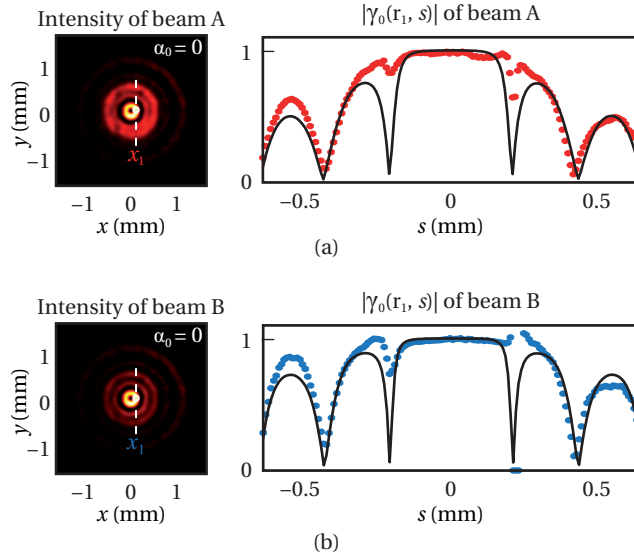 Intensity of beam A
|γ₀(r₁, s)| of beam A
α₀ = 0
1
0
-1
y (mm)
x₁
−1 0 1
x (mm)
1
0
−0.5 0 0.5
s (mm)
(a)
Intensity of beam B
|γ₀(r₁, s)| of beam B
α₀ = 0
1
0
-1
y (mm)
x₁
−1 0 1
x (mm)
1
0
−0.5 0 0.5
s (mm)
(b)